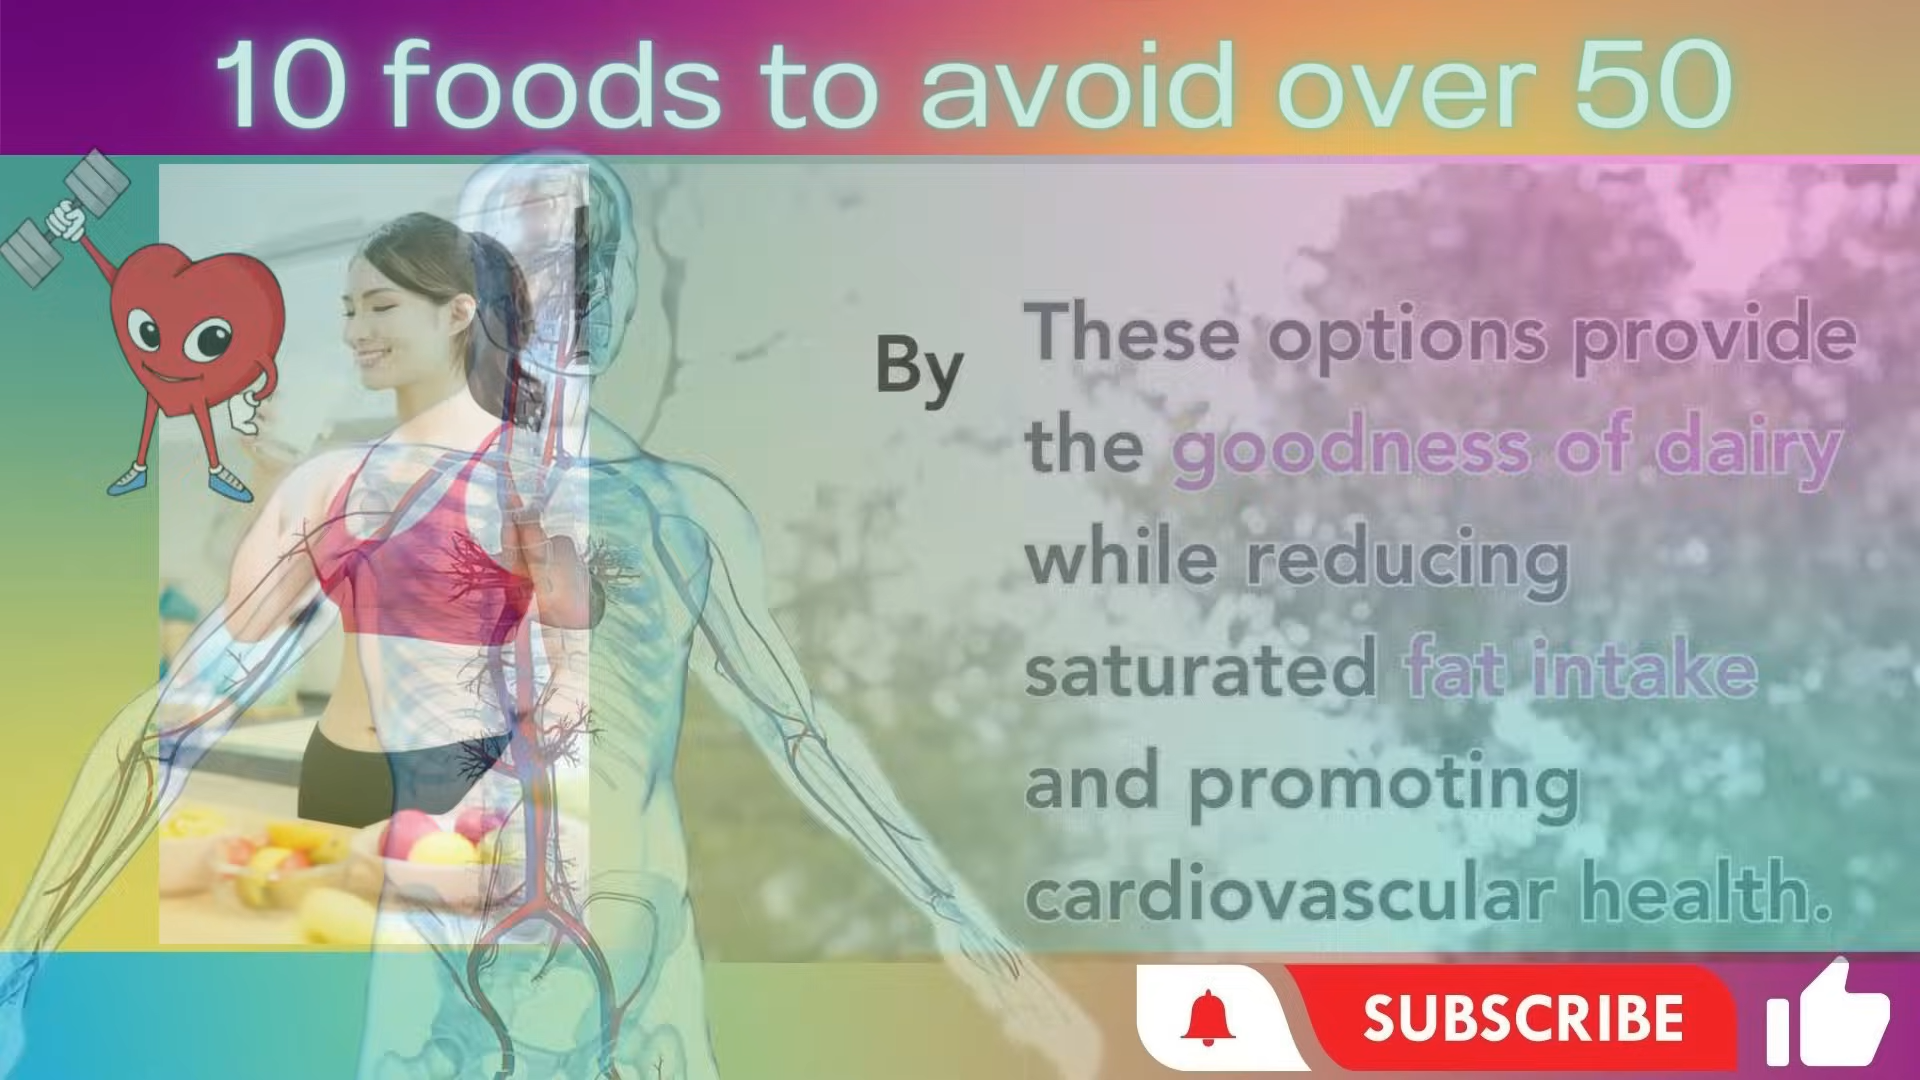 10 foods to avoid over 50
By
These options provide
the goodness of dairy
while reducing
saturated fat intake
and promoting
cardiovascular health.
SUBSCRIBE